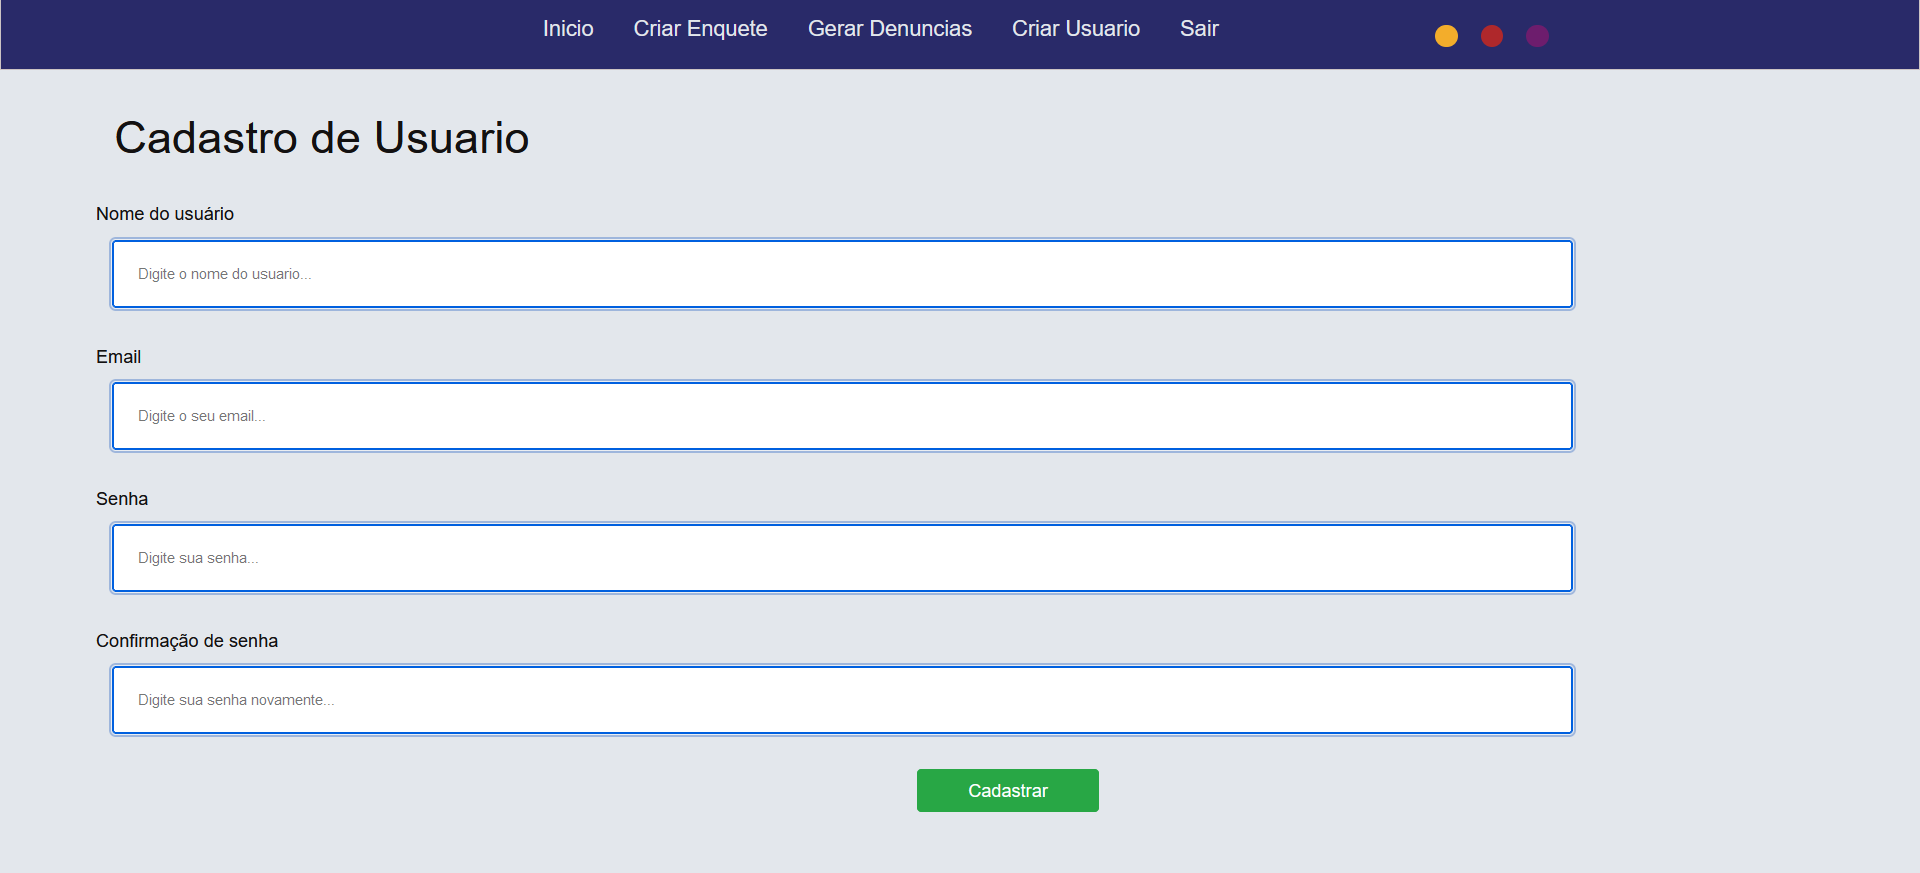 Inicio Criar Enquete Gerar Denuncias Criar Usuario Sair
Cadastro de Usuario
Nome do usuário
Digite o nome do usuario...
Email
Digite o seu email...
Senha
Digite sua senha...
Confirmação de senha
Digite sua senha novamente...
Cadastrar